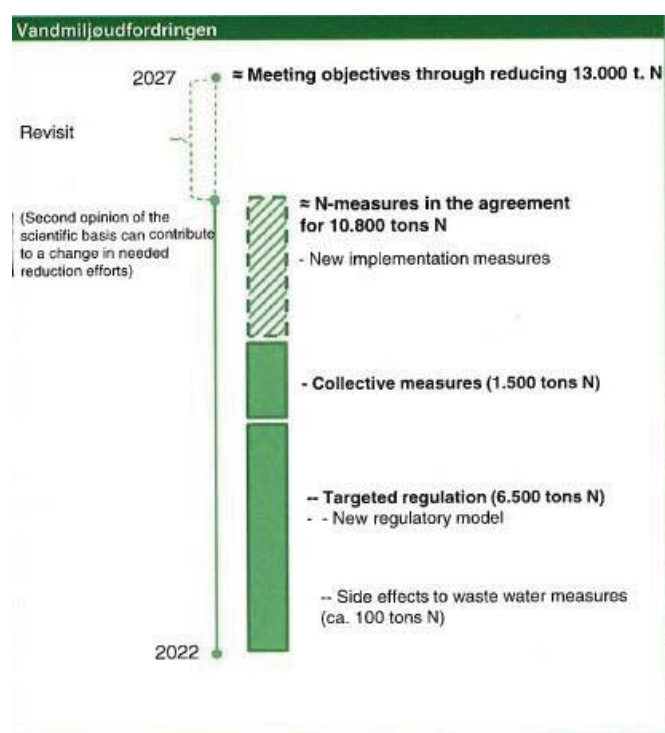 Vandmiljøudfordringen
2027
≈ Meeting objectives through reducing 13.000 t. N
Revisit
(Second opinion of the
scientific basis can contribute
to a change in needed
reduction efforts)
≈ N-measures in the agreement
for 10.800 tons N
- New implementation measures
- Collective measures (1.500 tons N)
-- Targeted regulation (6.500 tons N)
- - New regulatory model
-- Side effects to waste water measures
(ca. 100 tons N)
2022